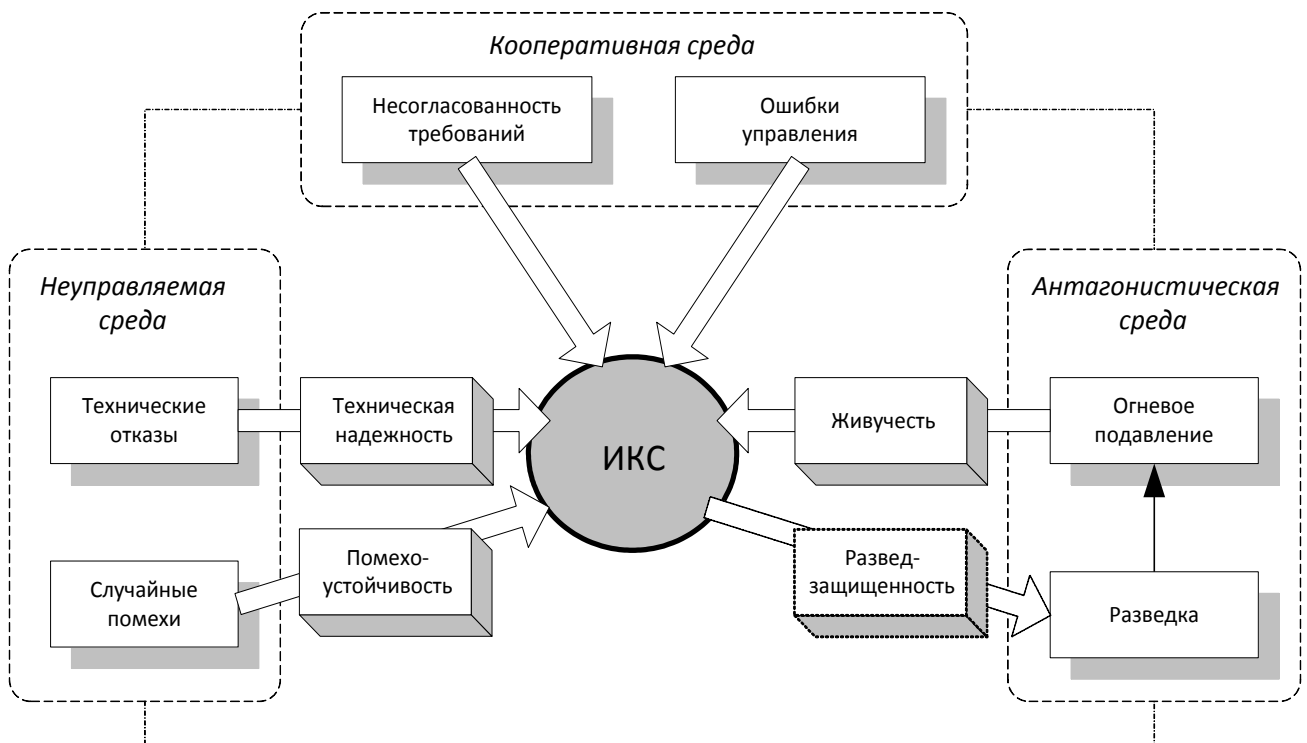 Кооперативная среда
Несогласованность
требований
Ошибки
управления
Неуправляемая
среда
Антагонистическая
среда
Технические
отказы
Техническая
надежность
ИКС
Живучесть
Огневое
подавление
Случайные
помехи
Помехо-
устойчивость
Развед-
защищенность
Разведка